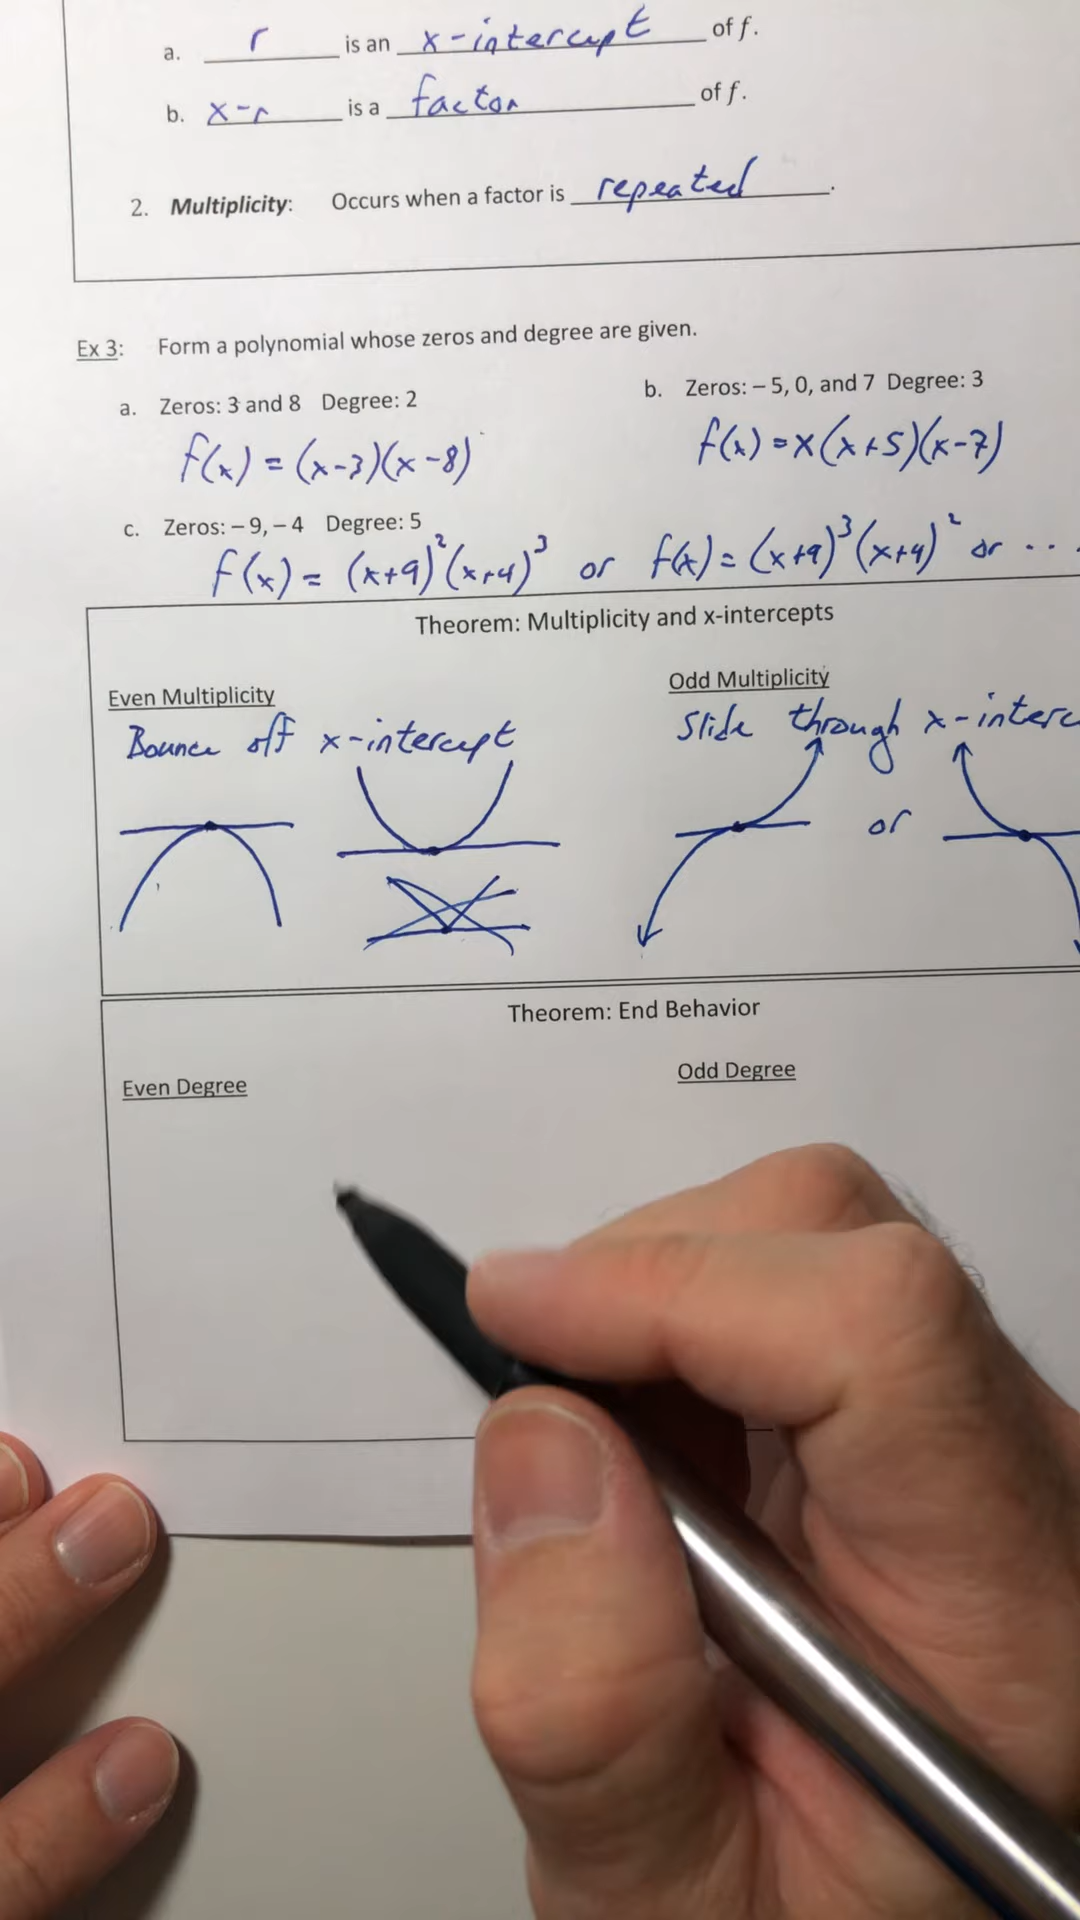 a. r is an x-intercept of f.
b. x-r is a factor of f.
2. Multiplicity: Occurs when a factor is repeated.
Ex 3: Form a polynomial whose zeros and degree are given.
a. Zeros: 3 and 8 Degree: 2
b. Zeros: – 5, 0, and 7 Degree: 3
f(x) = (x-3)(x-8)
f(x) = x(x+5)(x-7)
c. Zeros: – 9, – 4 Degree: 5
f(x) = (x+9)²(x+4)³ or f(x) = (x+9)³(x+4)² or ...
Theorem: Multiplicity and x-intercepts
Even Multiplicity
Odd Multiplicity
Bounce off x-intercept
Slide through x-interc
or
Theorem: End Behavior
Even Degree
Odd Degree